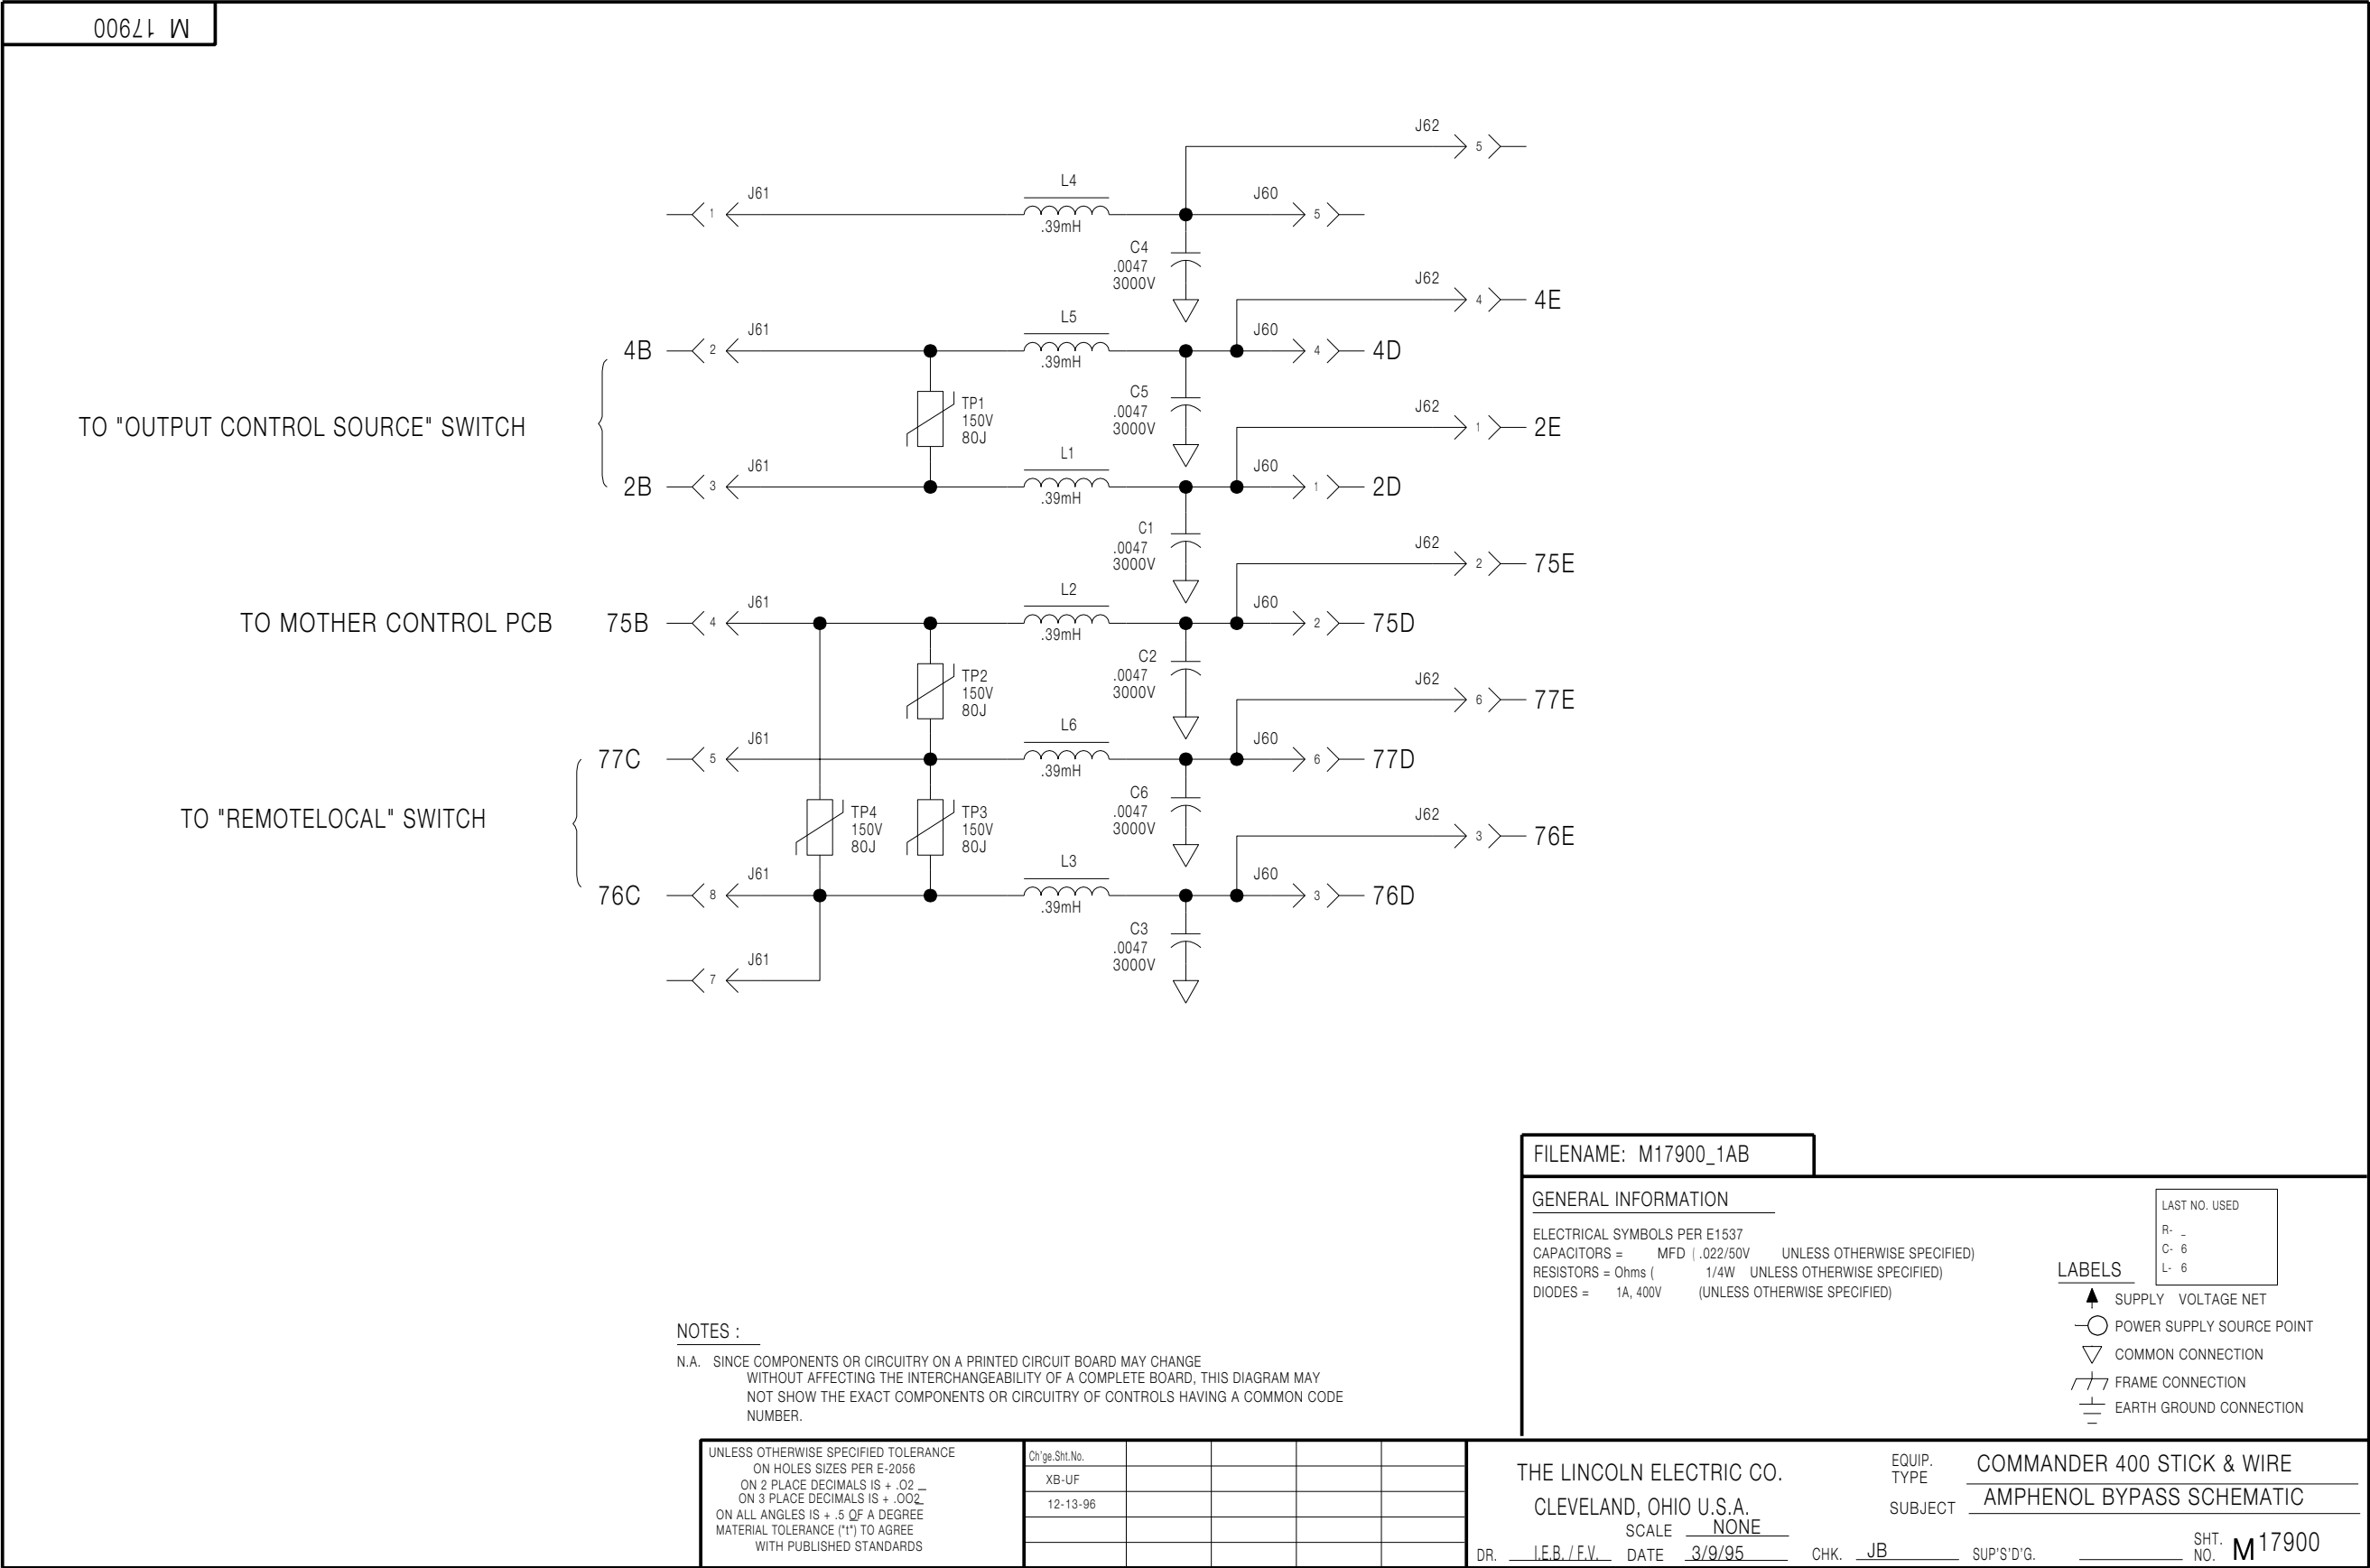 M 17900
J62
5
J61
1
L4
.39mH
J60
5
C4
.0047
3000V
J62
4
4E
4B
2
J61
L5
.39mH
J60
4
4D
TP1
150V
80J
C5
.0047
3000V
J62
1
2E
TO "OUTPUT CONTROL SOURCE" SWITCH
2B
3
J61
L1
.39mH
J60
1
2D
C1
.0047
3000V
J62
2
75E
TO MOTHER CONTROL PCB
75B
4
J61
L2
.39mH
J60
2
75D
TP2
150V
80J
C2
.0047
3000V
J62
6
77E
77C
5
J61
L6
.39mH
J60
6
77D
TO "REMOTELOCAL" SWITCH
TP4
150V
80J
TP3
150V
80J
C6
.0047
3000V
J62
3
76E
76C
8
J61
L3
.39mH
J60
3
76D
C3
.0047
3000V
7
J61
FILENAME: M17900_1AB
GENERAL INFORMATION
ELECTRICAL SYMBOLS PER E1537
CAPACITORS = MFD ( .022/50V UNLESS OTHERWISE SPECIFIED)
RESISTORS = Ohms ( 1/4W UNLESS OTHERWISE SPECIFIED)
DIODES = 1A, 400V (UNLESS OTHERWISE SPECIFIED)
LAST NO. USED
R- _
C- 6
L- 6
LABELS
SUPPLY VOLTAGE NET
POWER SUPPLY SOURCE POINT
COMMON CONNECTION
FRAME CONNECTION
EARTH GROUND CONNECTION
NOTES :
N.A. SINCE COMPONENTS OR CIRCUITRY ON A PRINTED CIRCUIT BOARD MAY CHANGE
WITHOUT AFFECTING THE INTERCHANGEABILITY OF A COMPLETE BOARD, THIS DIAGRAM MAY
NOT SHOW THE EXACT COMPONENTS OR CIRCUITRY OF CONTROLS HAVING A COMMON CODE
NUMBER.
UNLESS OTHERWISE SPECIFIED TOLERANCE
ON HOLES SIZES PER E-2056
ON 2 PLACE DECIMALS IS + .O2 _
ON 3 PLACE DECIMALS IS + .OO2_
ON ALL ANGLES IS + .5 OF A DEGREE
MATERIAL TOLERANCE ("t") TO AGREE
WITH PUBLISHED STANDARDS
Ch'ge.Sht.No.
XB-UF
12-13-96
THE LINCOLN ELECTRIC CO.
CLEVELAND, OHIO U.S.A.
SCALE NONE
DR. I.E.B. / F.V. DATE 3/9/95 CHK. JB SUP'S'D'G.
EQUIP. TYPE COMMANDER 400 STICK & WIRE
SUBJECT AMPHENOL BYPASS SCHEMATIC
SHT. NO. M 17900